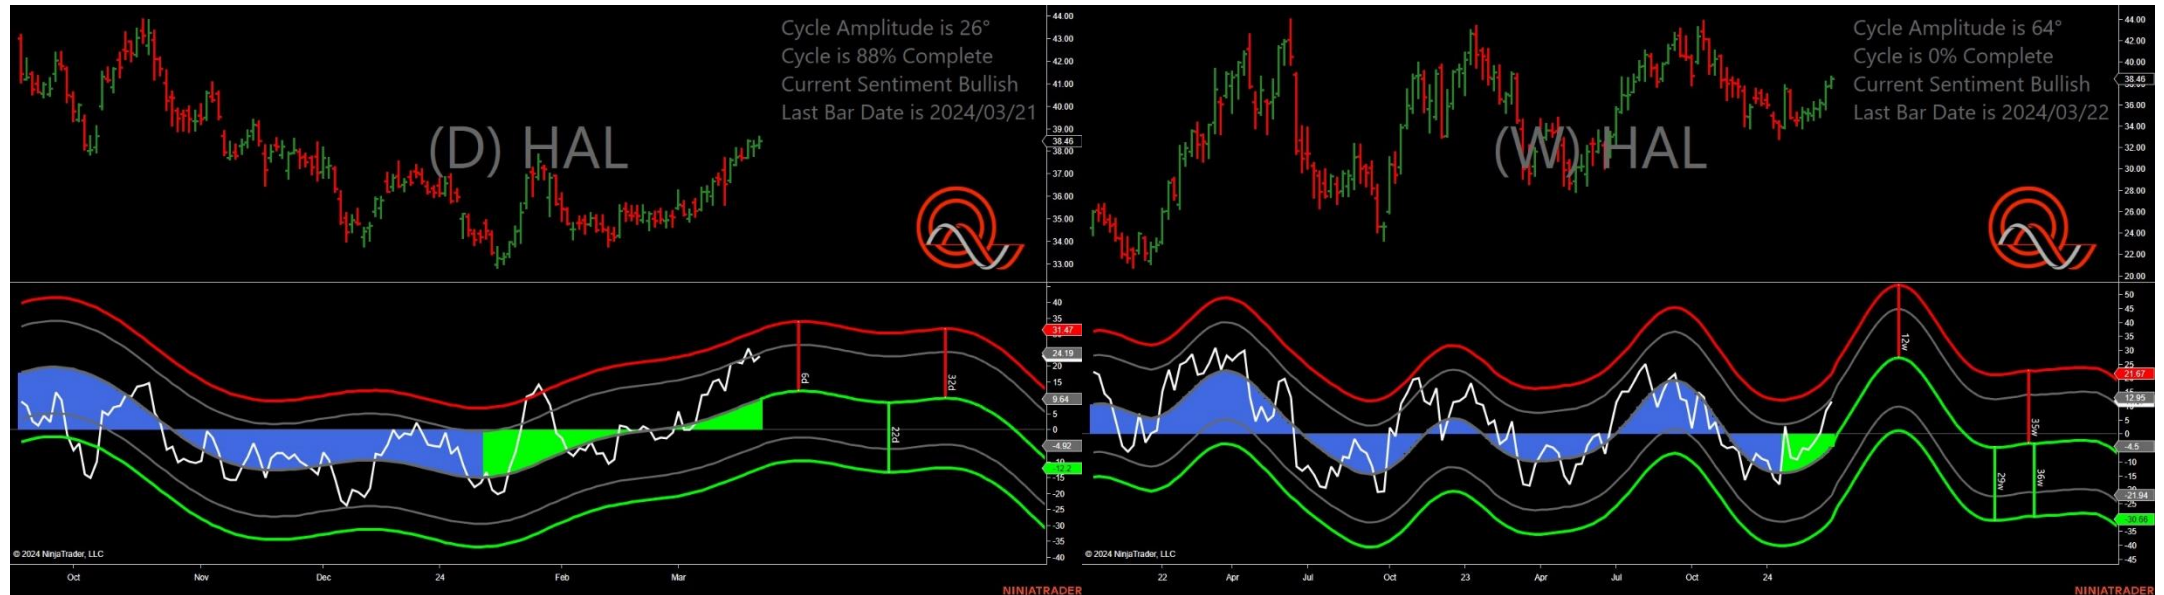 Cycle Amplitude is 26°
Cycle is 88% Complete
Current Sentiment Bullish
Last Bar Date is 2024/03/21
(D) HAL
44.00
43.00
42.00
41.00
40.00
39.00
38.46
38.00
37.00
36.00
35.00
34.00
33.00
40
35
31.47
24.19
20
15
9.64
5
0
-4.92
-10
-12.2
-15
-20
-25
-30
-35
-40
6d
22d
32d
© 2024 NinjaTrader, LLC
Oct
Nov
Dec
24
Feb
Mar
NINJATRADER
Cycle Amplitude is 64°
Cycle is 0% Complete
Current Sentiment Bullish
Last Bar Date is 2024/03/22
(W) HAL
44.00
42.00
40.00
38.46
36.00
34.00
32.00
30.00
28.00
26.00
24.00
22.00
20.00
50
45
40
35
30
25
21.67
12.95
5
0
-4.5
-10
-15
-21.94
-25
-30.66
-35
-40
-45
12w
29w
35w
36w
© 2024 NinjaTrader, LLC
22
Apr
Jul
Oct
23
Apr
Jul
Oct
24
NINJATRADER